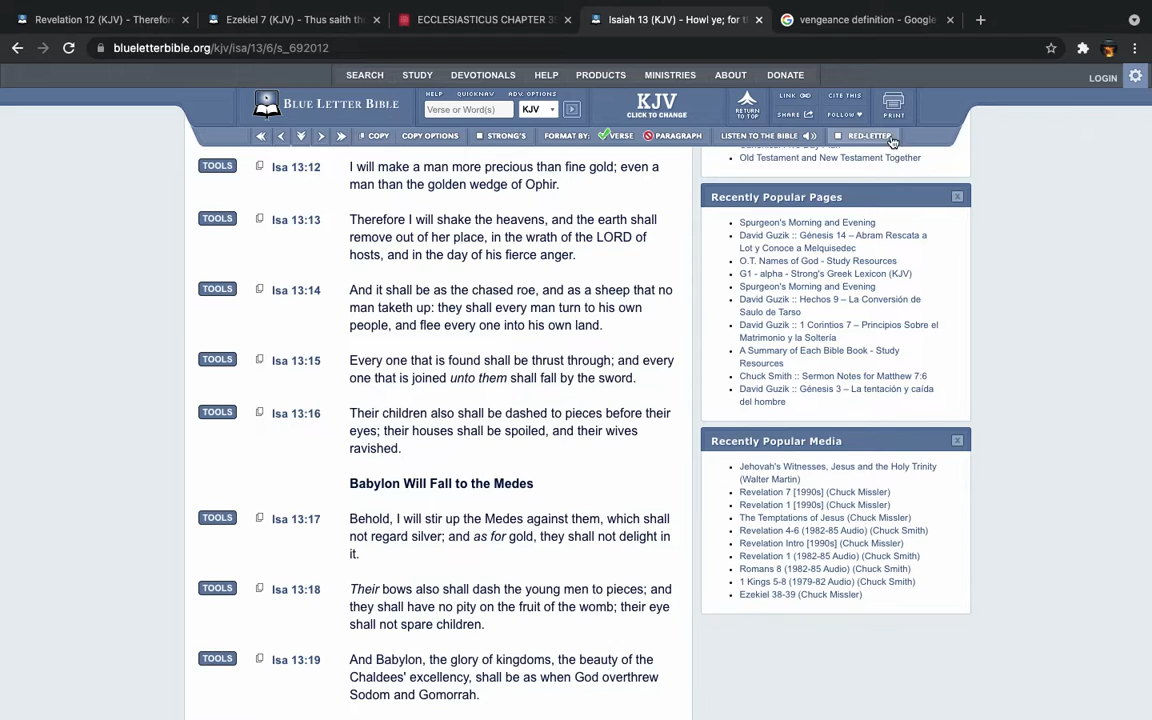 Revelation 12 (KJV) - Therefore
Ezekiel 7 (KJV) - Thus saith the
ECCLESIASTICUS CHAPTER 35
Isaiah 13 (KJV) - Howl ye; for t
vengeance definition - Google
blueletterbible.org/kjv/isa/13/6/s_692012
SEARCH STUDY DEVOTIONALS HELP PRODUCTS MINISTRIES ABOUT DONATE
LOGIN
BLUE LETTER BIBLE
HELP QUICKNAV ADV. OPTIONS
Verse or Word(s) KJV
KJV
CLICK TO CHANGE
RETURN TO TOP
LINK
SHARE
CITE THIS
FOLLOW
PRINT
COPY COPY OPTIONS STRONG'S FORMAT BY: VERSE PARAGRAPH LISTEN TO THE BIBLE RED-LETTER
TOOLS Isa 13:12 I will make a man more precious than fine gold; even a
man than the golden wedge of Ophir.
TOOLS Isa 13:13 Therefore I will shake the heavens, and the earth shall
remove out of her place, in the wrath of the LORD of
hosts, and in the day of his fierce anger.
TOOLS Isa 13:14 And it shall be as the chased roe, and as a sheep that no
man taketh up: they shall every man turn to his own
people, and flee every one into his own land.
TOOLS Isa 13:15 Every one that is found shall be thrust through; and every
one that is joined unto them shall fall by the sword.
TOOLS Isa 13:16 Their children also shall be dashed to pieces before their
eyes; their houses shall be spoiled, and their wives
ravished.
Babylon Will Fall to the Medes
TOOLS Isa 13:17 Behold, I will stir up the Medes against them, which shall
not regard silver; and as for gold, they shall not delight in
it.
TOOLS Isa 13:18 Their bows also shall dash the young men to pieces; and
they shall have no pity on the fruit of the womb; their eye
shall not spare children.
TOOLS Isa 13:19 And Babylon, the glory of kingdoms, the beauty of the
Chaldees' excellency, shall be as when God overthrew
Sodom and Gomorrah.
Old Testament and New Testament Together
Recently Popular Pages
Spurgeon's Morning and Evening
David Guzik :: Génesis 14 – Abram Rescata a
Lot y Conoce a Melquisedec
O.T. Names of God - Study Resources
G1 - alpha - Strong's Greek Lexicon (KJV)
Spurgeon's Morning and Evening
David Guzik :: Hechos 9 – La Conversión de
Saulo de Tarso
David Guzik :: 1 Corintios 7 – Principios Sobre el
Matrimonio y la Soltería
A Summary of Each Bible Book - Study
Resources
Chuck Smith :: Sermon Notes for Matthew 7:6
David Guzik :: Génesis 3 – La tentación y caída
del hombre
Recently Popular Media
Jehovah's Witnesses, Jesus and the Holy Trinity
(Walter Martin)
Revelation 7 [1990s] (Chuck Missler)
Revelation 1 [1990s] (Chuck Missler)
The Temptations of Jesus (Chuck Missler)
Revelation 4-6 (1982-85 Audio) (Chuck Smith)
Revelation Intro [1990s] (Chuck Missler)
Revelation 1 (1982-85 Audio) (Chuck Smith)
Romans 8 (1982-85 Audio) (Chuck Smith)
1 Kings 5-8 (1979-82 Audio) (Chuck Smith)
Ezekiel 38-39 (Chuck Missler)